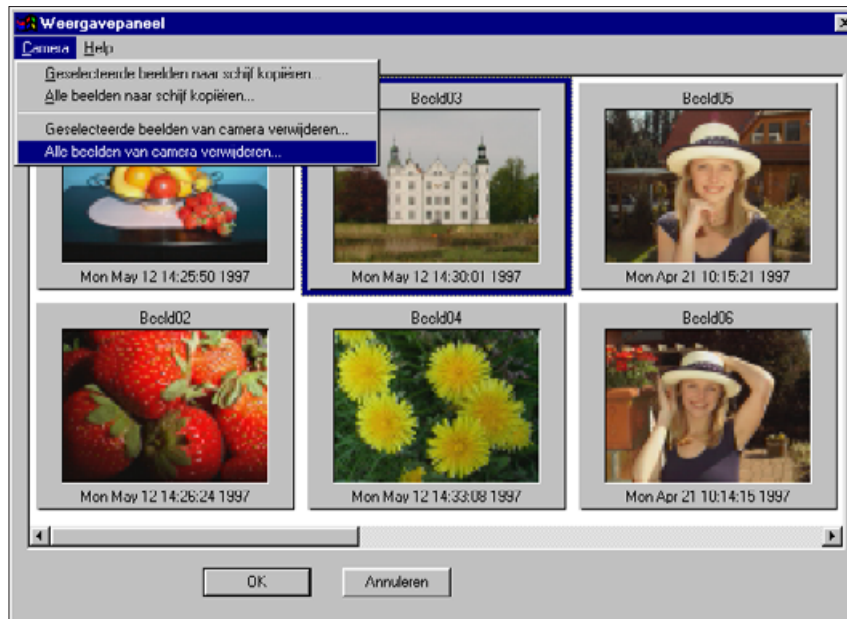 Weergavepaneel
Camera Help
Geselecteerde beelden naar schijf kopiëren...
Alle beelden naar schijf kopiëren...
Geselecteerde beelden van camera verwijderen...
Alle beelden van camera verwijderen...
Beeld03
Beeld05
Mon May 12 14:25:50 1997
Mon May 12 14:30:01 1997
Mon Apr 21 10:15:21 1997
Beeld02
Beeld04
Beeld06
Mon May 12 14:26:24 1997
Mon May 12 14:33:08 1997
Mon Apr 21 10:14:15 1997
OK
Annuleren